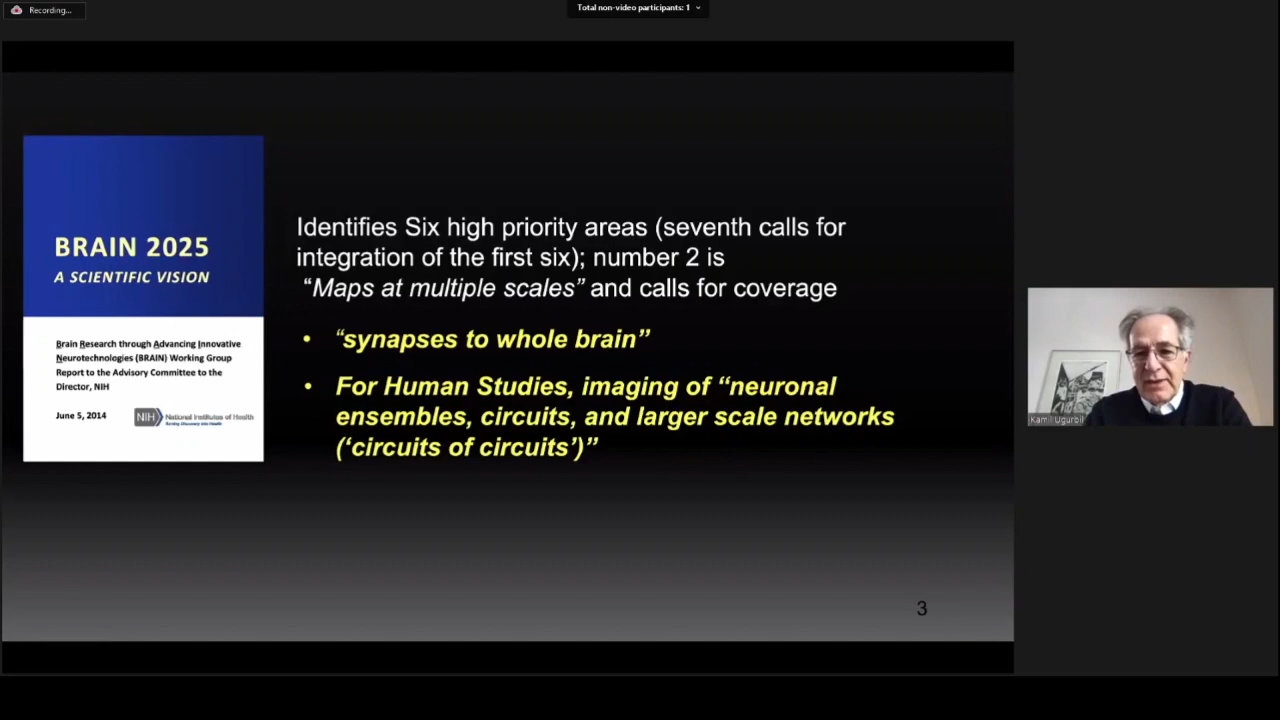 Recording...
Total non-video participants: 1
BRAIN 2025
A SCIENTIFIC VISION
Brain Research through Advancing Innovative
Neurotechnologies (BRAIN) Working Group
Report to the Advisory Committee to the
Director, NIH
June 5, 2014
NIH
National Institutes of Health
Turning Discovery Into Health
Identifies Six high priority areas (seventh calls for
integration of the first six); number 2 is
“Maps at multiple scales” and calls for coverage
• “synapses to whole brain”
• For Human Studies, imaging of “neuronal
ensembles, circuits, and larger scale networks
(‘circuits of circuits’)”
3
Kamil Ugurbil